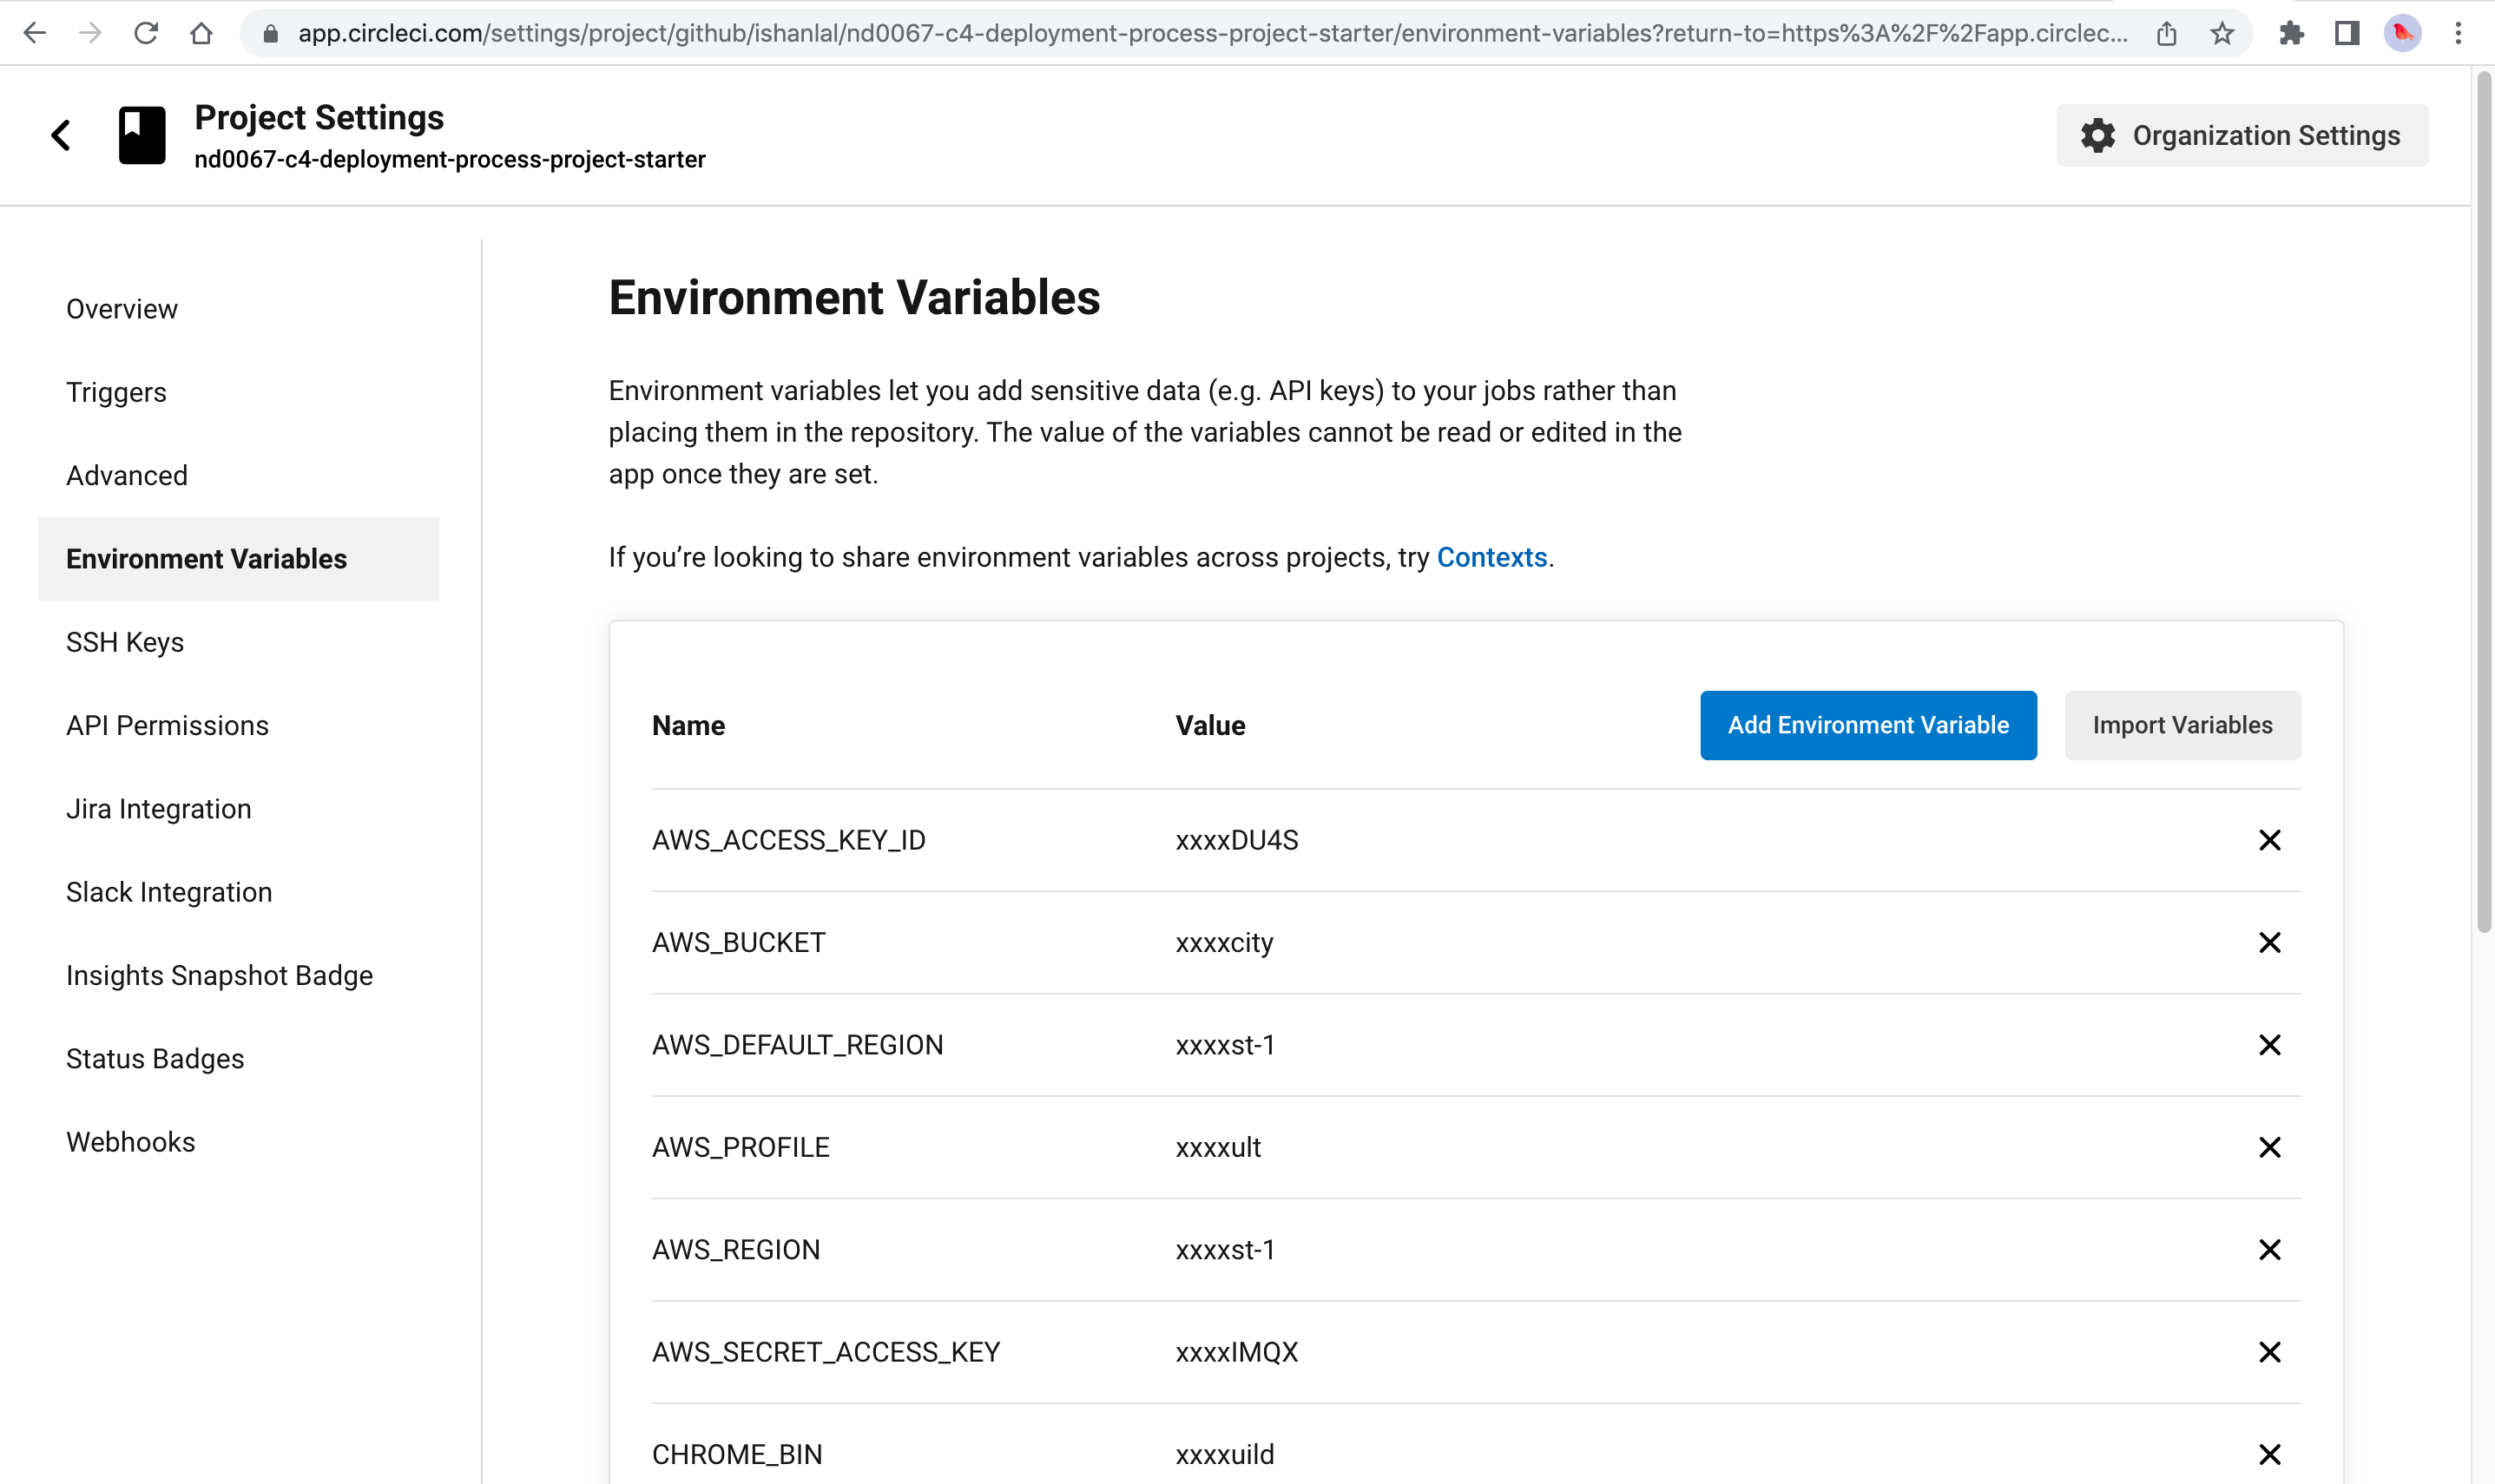 app.circleci.com/settings/project/github/ishanlal/nd0067-c4-deployment-process-project-starter/environment-variables?return-to=https%3A%2F%2Fapp.circlec...
Project Settings
nd0067-c4-deployment-process-project-starter
Organization Settings
Overview
Triggers
Advanced
Environment Variables
SSH Keys
API Permissions
Jira Integration
Slack Integration
Insights Snapshot Badge
Status Badges
Webhooks
Environment Variables
Environment variables let you add sensitive data (e.g. API keys) to your jobs rather than
placing them in the repository. The value of the variables cannot be read or edited in the
app once they are set.
If you’re looking to share environment variables across projects, try Contexts.
Name Value Add Environment Variable Import Variables
AWS_ACCESS_KEY_ID xxxxDU4S
AWS_BUCKET xxxxcity
AWS_DEFAULT_REGION xxxxst-1
AWS_PROFILE xxxxult
AWS_REGION xxxxst-1
AWS_SECRET_ACCESS_KEY xxxxIMQX
CHROME_BIN xxxxuild